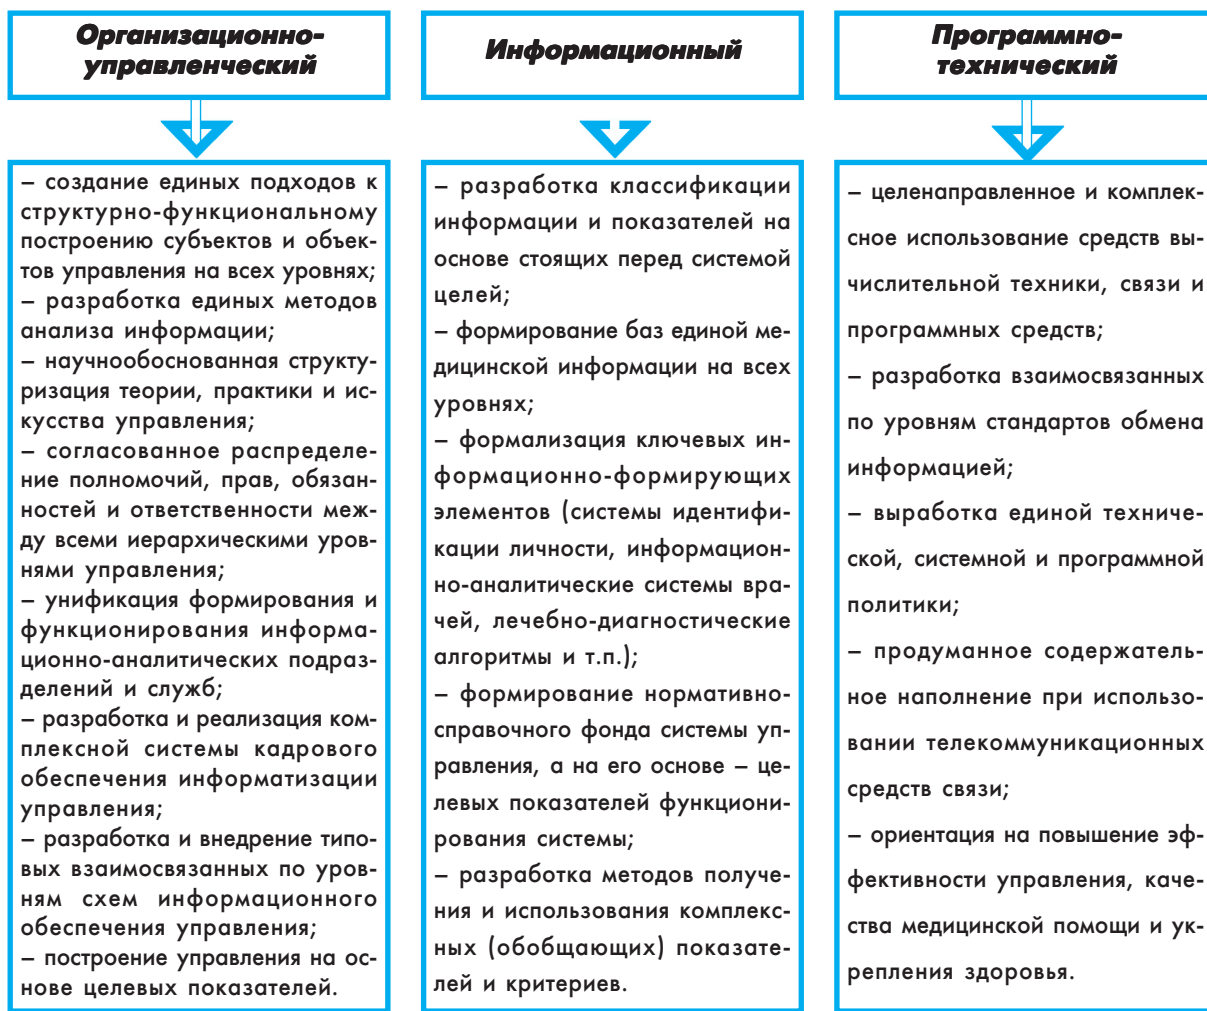 Организационно-
управленческий
– создание единых подходов к
структурно-функциональному
построению субъектов и объек-
тов управления на всех уровнях;
– разработка единых методов
анализа информации;
– научнообоснованная структу-
ризация теории, практики и ис-
кусства управления;
– согласованное распределе-
ние полномочий, прав, обязан-
ностей и ответственности меж-
ду всеми иерархическими уров-
нями управления;
– унификация формирования и
функционирования информа-
ционно-аналитических подраз-
делений и служб;
– разработка и реализация ком-
плексной системы кадрового
обеспечения информатизации
управления;
– разработка и внедрение типо-
вых взаимосвязанных по уров-
ням схем информационного
обеспечения управления;
– построение управления на ос-
нове целевых показателей.
Информационный
– разработка классификации
информации и показателей на
основе стоящих перед системой
целей;
– формирование баз единой ме-
дицинской информации на всех
уровнях;
– формализация ключевых ин-
формационно-формирующих
элементов (системы идентифи-
кации личности, информацион-
но-аналитические системы вра-
чей, лечебно-диагностические
алгоритмы и т.п.);
– формирование нормативно-
справочного фонда системы уп-
равления, а на его основе – це-
левых показателей функциони-
рования системы;
– разработка методов получе-
ния и использования комплекс-
ных (обобщающих) показате-
лей и критериев.
Программно-
технический
– целенаправленное и комплек-
сное использование средств вы-
числительной техники, связи и
программных средств;
– разработка взаимосвязанных
по уровням стандартов обмена
информацией;
– выработка единой техниче-
ской, системной и программной
политики;
– продуманное содержатель-
ное наполнение при использо-
вании телекоммуникационных
средств связи;
– ориентация на повышение эф-
фективности управления, каче-
ства медицинской помощи и ук-
репления здоровья.